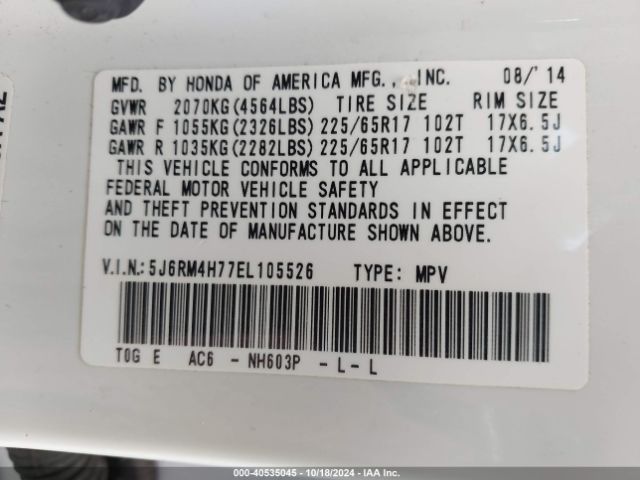 MFD. BY HONDA OF AMERICA MFG., INC. 08/'14
GVWR 2070KG(4564LBS) TIRE SIZE RIM SIZE
GAWR F 1055KG(2326LBS) 225/65R17 102T 17X6.5J
GAWR R 1035KG(2282LBS) 225/65R17 102T 17X6.5J
THIS VEHICLE CONFORMS TO ALL APPLICABLE
FEDERAL MOTOR VEHICLE SAFETY
AND THEFT PREVENTION STANDARDS IN EFFECT
ON THE DATE OF MANUFACTURE SHOWN ABOVE.
V.I.N.:5J6RM4H77EL105526 TYPE: MPV
T0G E AC6 - NH603P - L - L
000-40535045 - 10/18/2024 - IAA Inc.